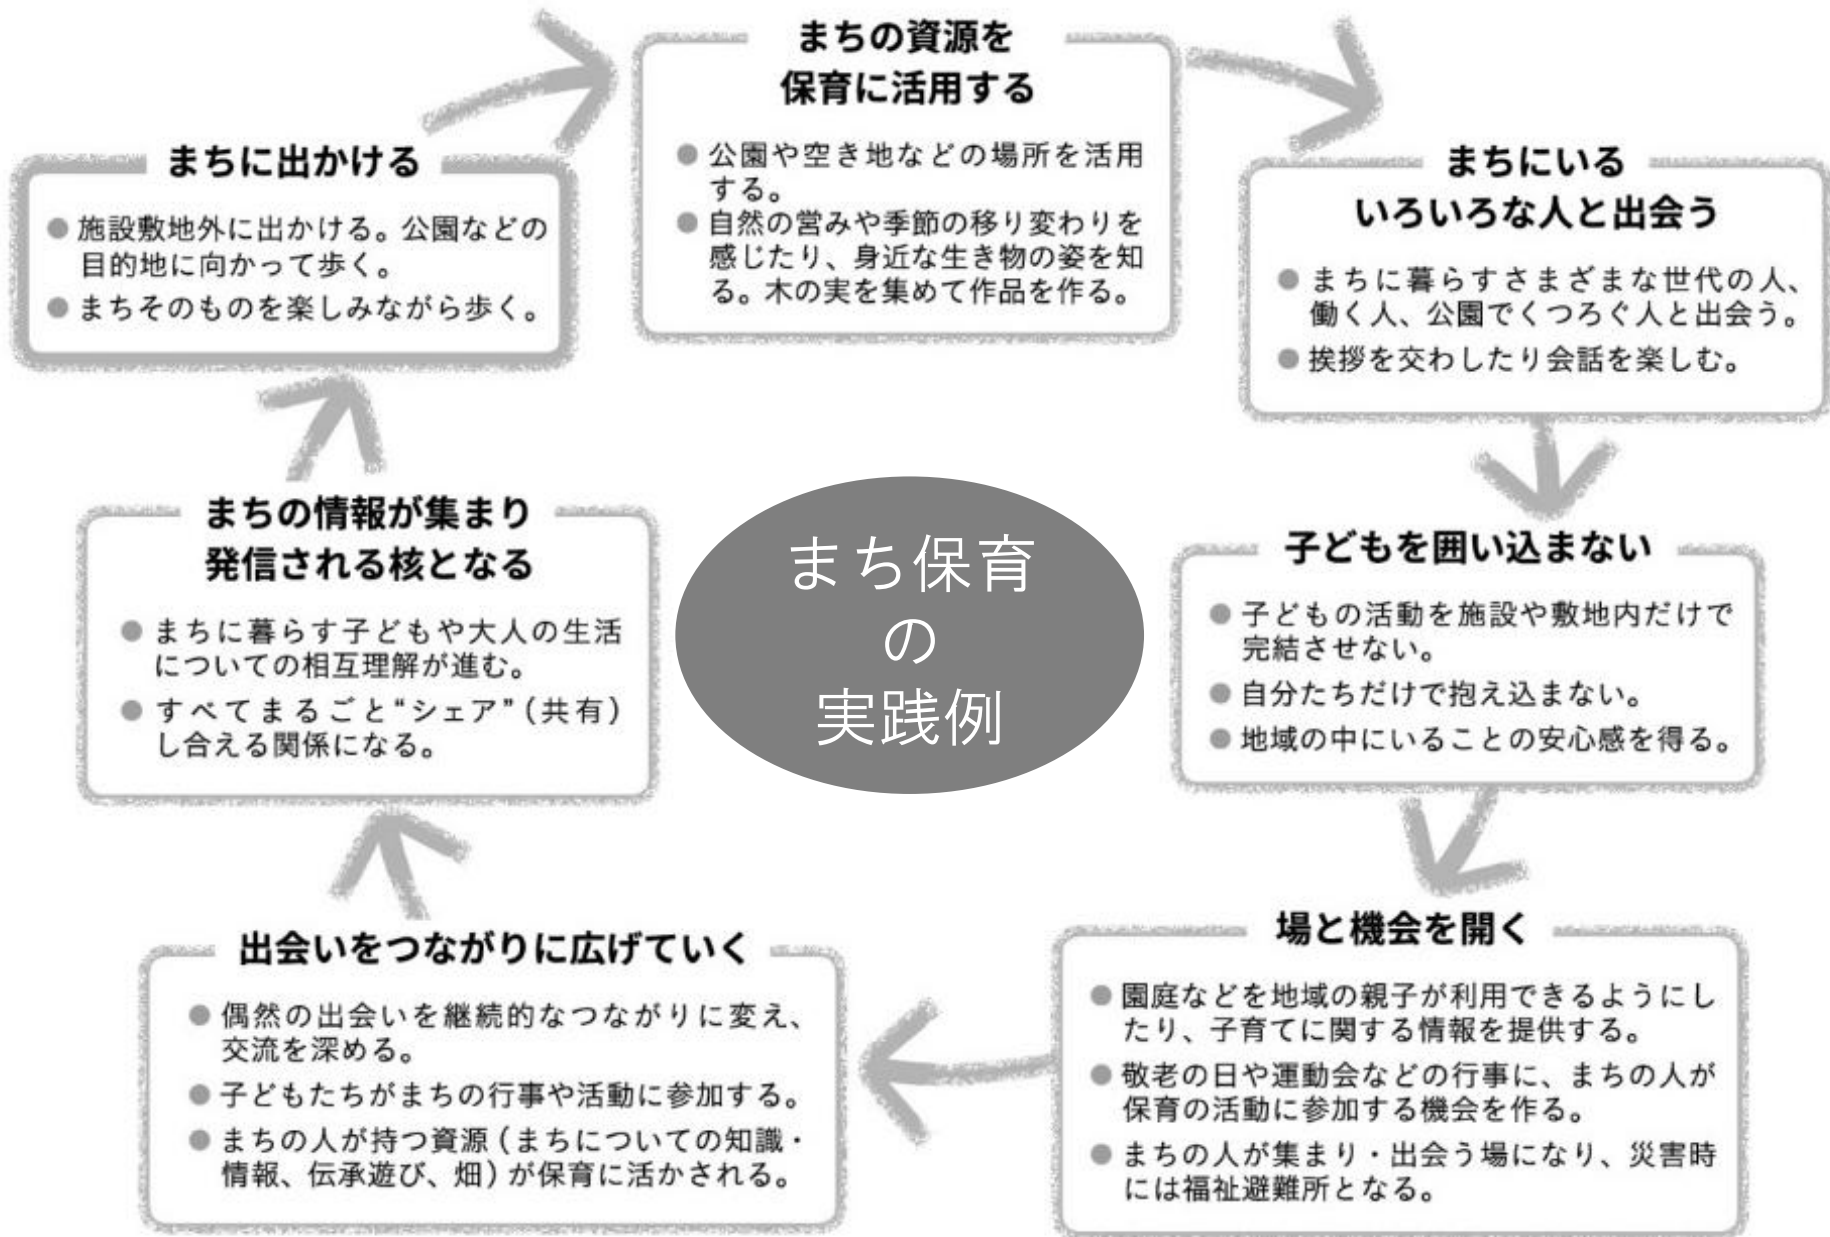 まちの資源を
保育に活用する
● 公園や空き地などの場所を活用
する。
● 自然の営みや季節の移り変わりを
感じたり、身近な生き物の姿を知
る。木の実を集めて作品を作る。
まちにいる
いろいろな人と出会う
● まちに暮らすさまざまな世代の人、
働く人、公園でくつろぐ人と出会う。
● 挨拶を交わしたり会話を楽しむ。
子どもを囲い込まない
● 子どもの活動を施設や敷地内だけで
完結させない。
● 自分たちだけで抱え込まない。
● 地域の中にいることの安心感を得る。
場と機会を開く
● 園庭などを地域の親子が利用できるようにし
たり、子育てに関する情報を提供する。
● 敬老の日や運動会などの行事に、まちの人が
保育の活動に参加する機会を作る。
● まちの人が集まり・出会う場になり、災害時
には福祉避難所となる。
出会いをつながりに広げていく
● 偶然の出会いを継続的なつながりに変え、
交流を深める。
● 子どもたちがまちの行事や活動に参加する。
● まちの人が持つ資源（まちについての知識・
情報、伝承遊び、畑）が保育に活かされる。
まちの情報が集まり
発信される核となる
● まちに暮らす子どもや大人の生活
についての相互理解が進む。
● すべてまるごと“シェア”（共有）
し合える関係になる。
まちに出かける
● 施設敷地外に出かける。公園などの
目的地に向かって歩く。
● まちそのものを楽しみながら歩く。
まち保育
の
実践例